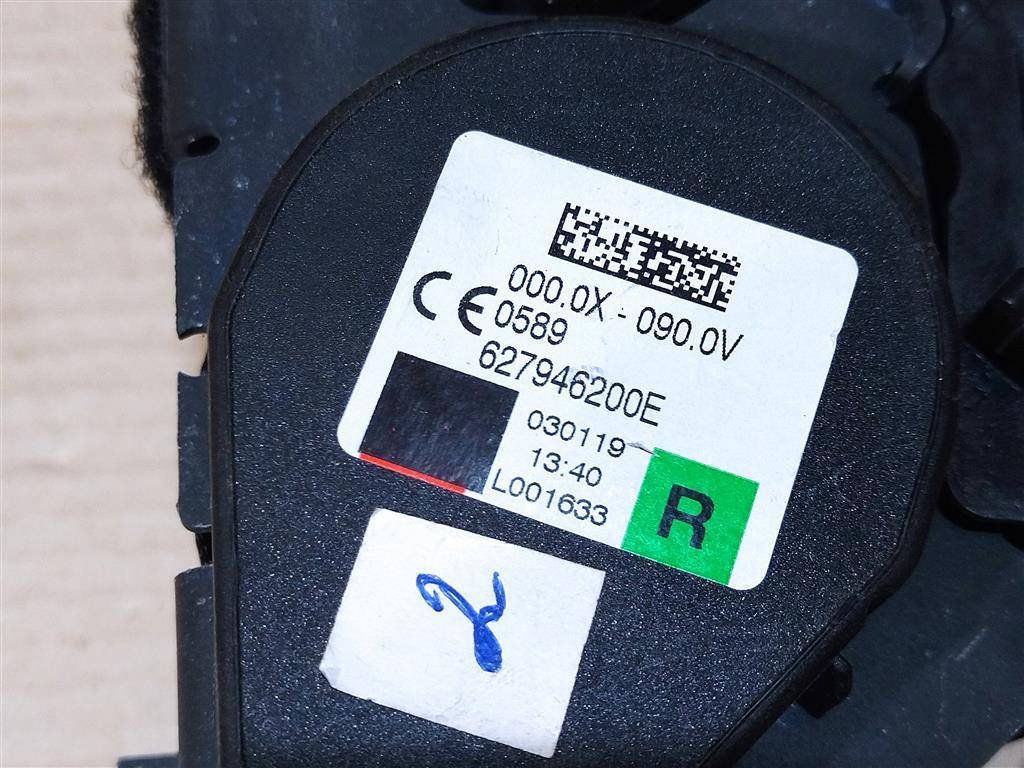 000.0X - 090.0V
CE 0589
627946200E
030119
13:40
L001633
R